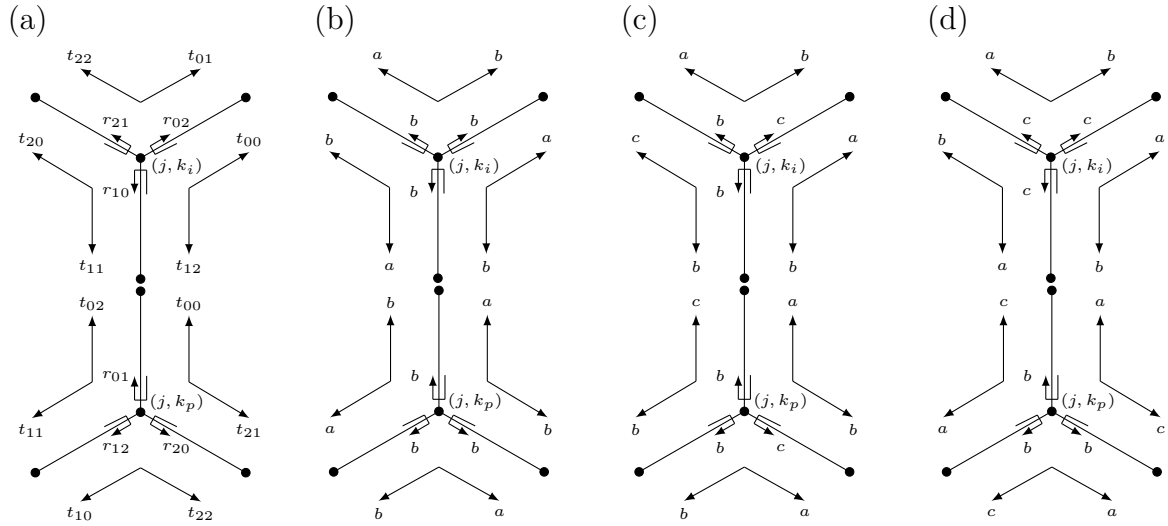 (a) (b) (c) (d)
t₂₂ t₀₁ a b a b a b
r₂₁ r₀₂ b b b c c c
t₂₀ t₀₀ b a c a b a
(j, kᵢ) (j, kᵢ) (j, kᵢ) (j, kᵢ)
r₁₀ b b c
t₁₁ t₁₂ a b b b a b
t₀₂ t₀₀ b a c a c a
r₀₁ b b b
(j, kₚ) (j, kₚ) (j, kₚ) (j, kₚ)
t₁₁ t₂₁ a b b b a c
r₁₂ r₂₀ b b b c b b
t₁₀ t₂₂ b a b a c a